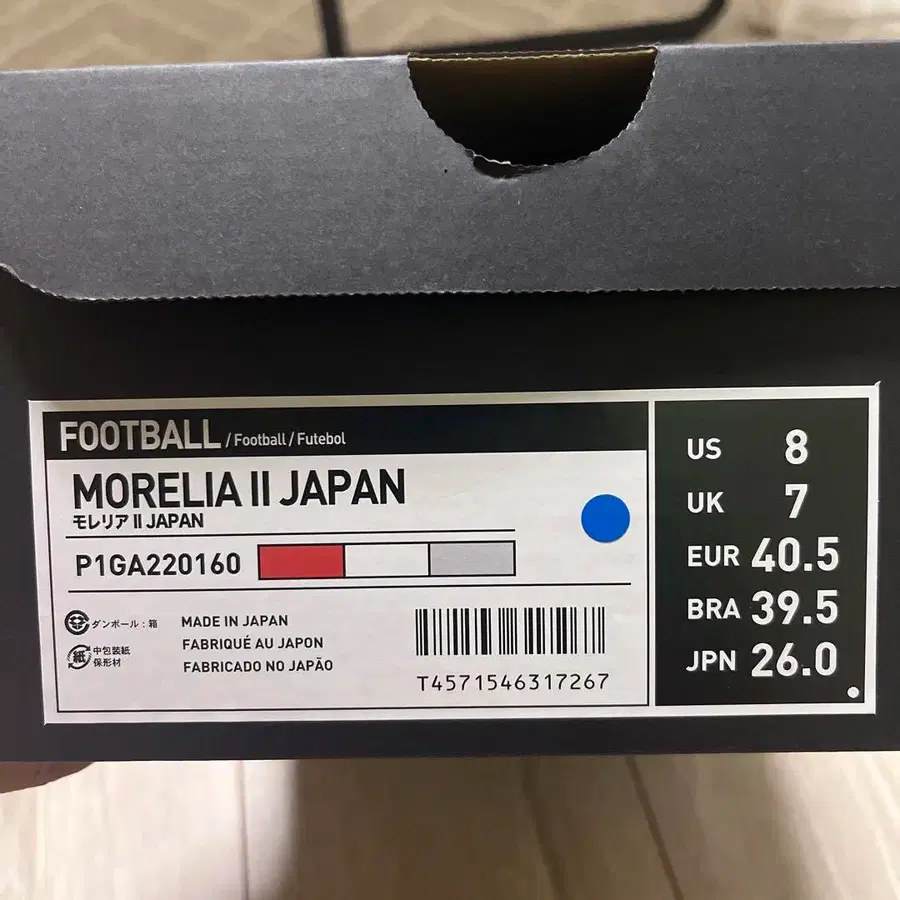 FOOTBALL / Football / Futebol
MORELIA II JAPAN
モレリア II JAPAN
P1GA220160
ダンボール : 箱
紙
中包装紙
保形材
MADE IN JAPAN
FABRIQUÉ AU JAPON
FABRICADO NO JAPÃO
T4571546317267
US 8
UK 7
EUR 40.5
BRA 39.5
JPN 26.0